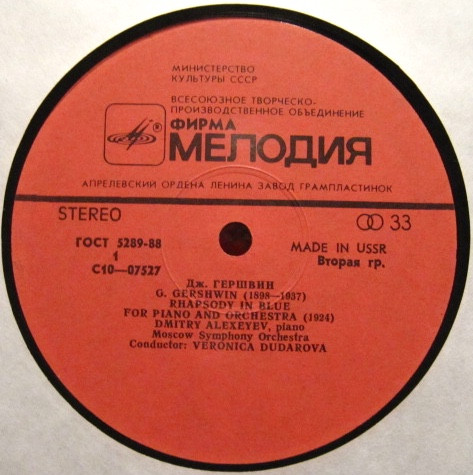 МИНИСТЕРСТВО
КУЛЬТУРЫ СССР
ВСЕСОЮЗНОЕ ТВОРЧЕСКО-
ПРОИЗВОДСТВЕННОЕ ОБЪЕДИНЕНИЕ
ФИРМА
® МЕЛОДИЯ
АПРЕЛЕВСКИЙ ОРДЕНА ЛЕНИНА ЗАВОД ГРАМПЛАСТИНОК
STEREO
33
ГОСТ 5289-88
MADE IN USSR
1
Вторая гр.
С10—07527
Дж. ГЕРШВИН
G. GERSHWIN (1898—1937)
RHAPSODY IN BLUE
FOR PIANO AND ORCHESTRA (1924)
DMITRY ALEXEYEV, piano
Moscow Symphony Orchestra
Conductor: VERONICA DUDAROVA